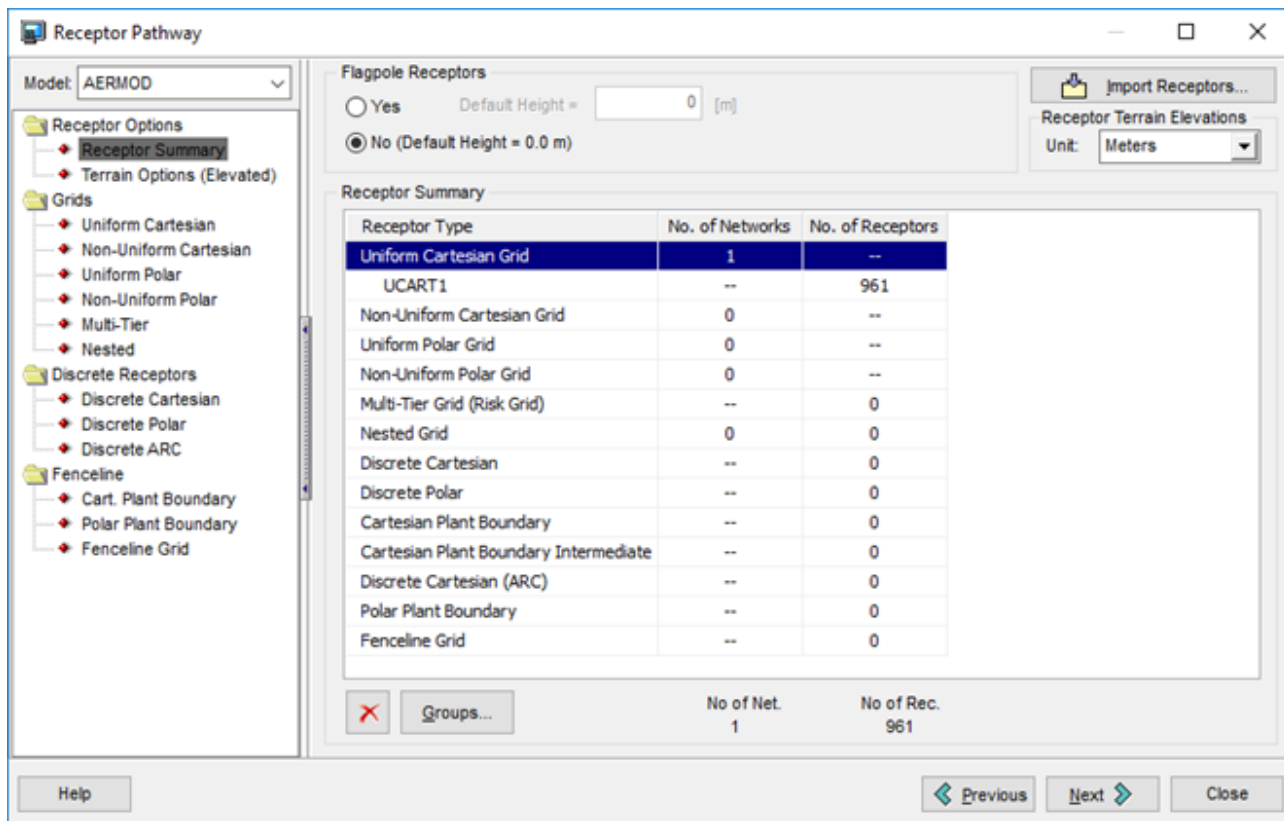 Receptor Pathway
Model: AERMOD
Receptor Options
Receptor Summary
Terrain Options (Elevated)
Grids
Uniform Cartesian
Non-Uniform Cartesian
Uniform Polar
Non-Uniform Polar
Multi-Tier
Nested
Discrete Receptors
Discrete Cartesian
Discrete Polar
Discrete ARC
Fenceline
Cart. Plant Boundary
Polar Plant Boundary
Fenceline Grid
Flagpole Receptors
Yes Default Height = 0 [m]
No (Default Height = 0.0 m)
Import Receptors...
Receptor Terrain Elevations
Unit: Meters
Receptor Summary
Receptor Type No. of Networks No. of Receptors
Uniform Cartesian Grid 1 --
UCART1 -- 961
Non-Uniform Cartesian Grid 0 --
Uniform Polar Grid 0 --
Non-Uniform Polar Grid 0 --
Multi-Tier Grid (Risk Grid) -- 0
Nested Grid 0 0
Discrete Cartesian -- 0
Discrete Polar -- 0
Cartesian Plant Boundary -- 0
Cartesian Plant Boundary Intermediate -- 0
Discrete Cartesian (ARC) -- 0
Polar Plant Boundary -- 0
Fenceline Grid -- 0
Groups...
No of Net. No of Rec.
1 961
Help
Previous
Next
Close